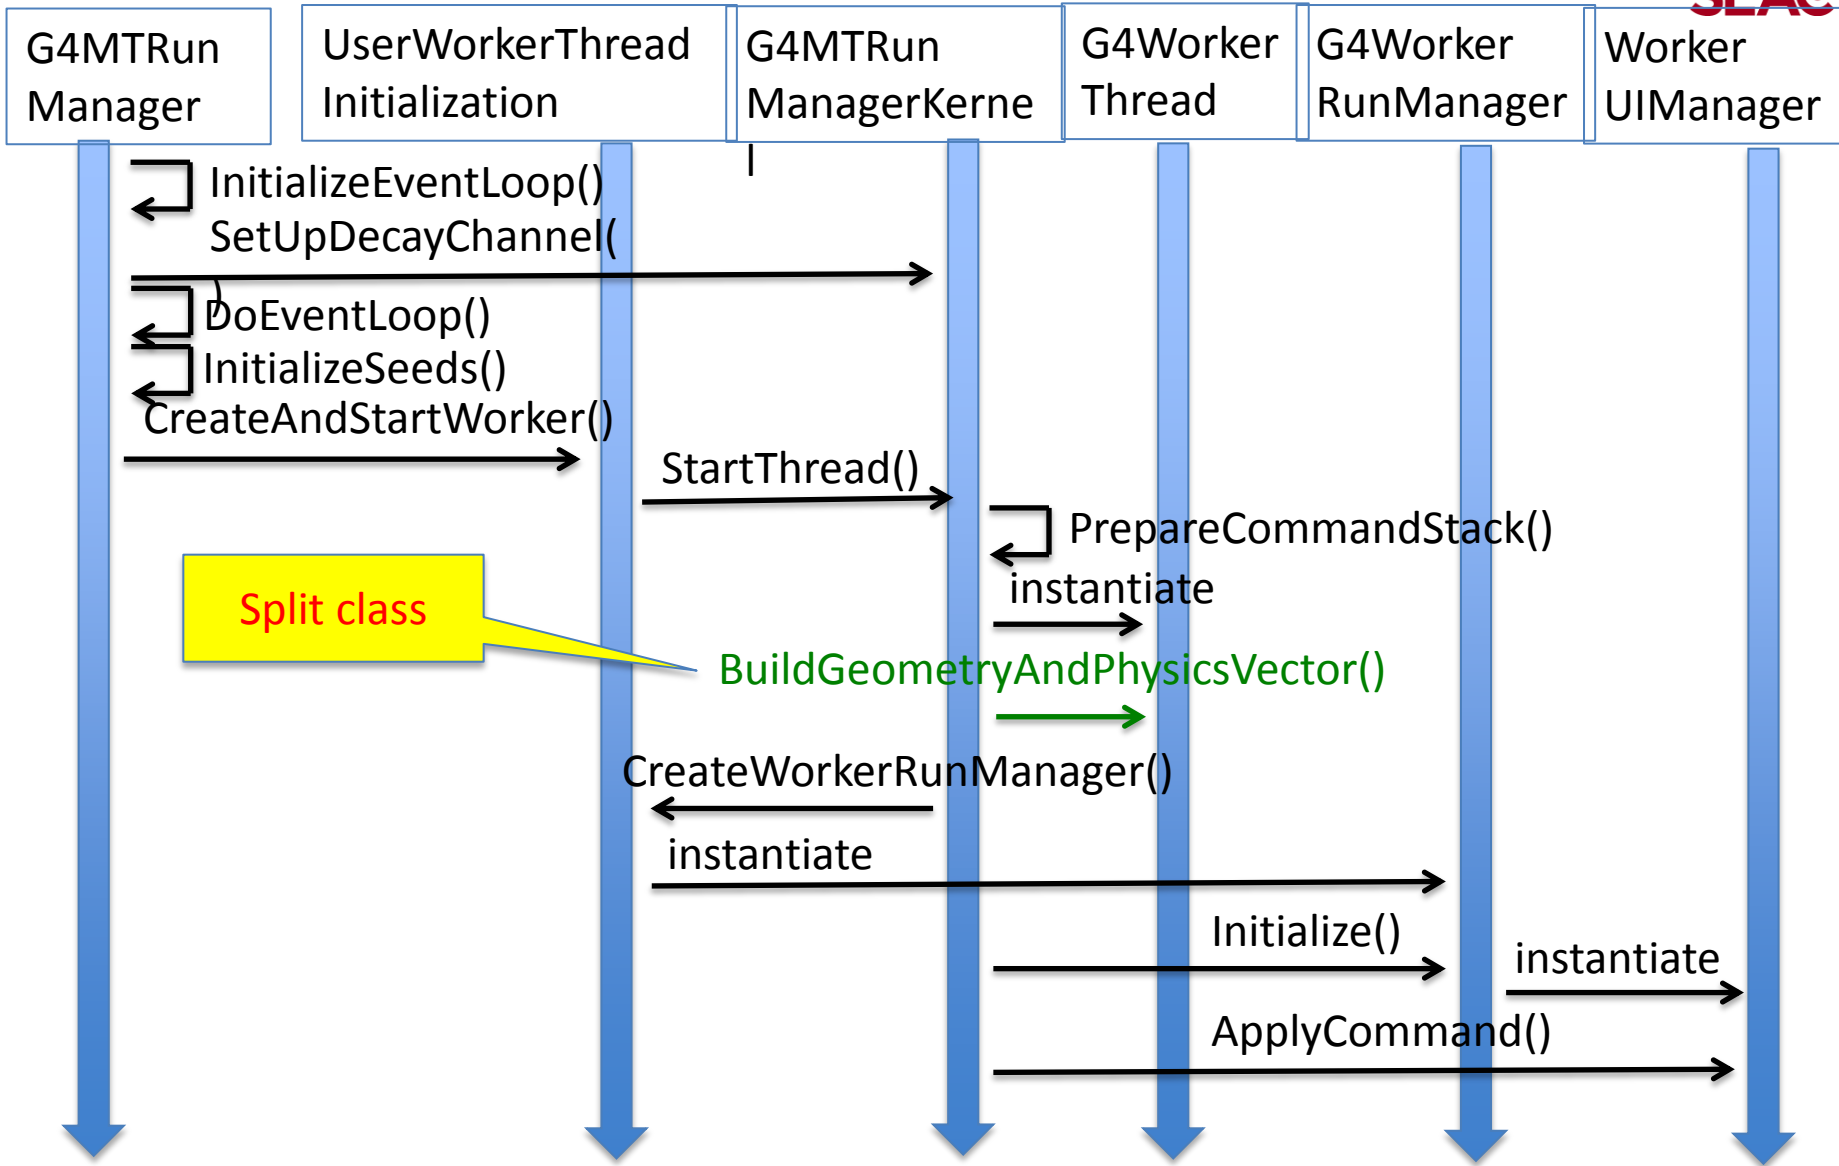 SLAC
G4MTRun
Manager
UserWorkerThread
Initialization
G4MTRun
ManagerKerne
l
G4Worker
Thread
G4Worker
RunManager
Worker
UIManager
InitializeEventLoop()
SetUpDecayChannel(
)
DoEventLoop()
InitializeSeeds()
CreateAndStartWorker()
StartThread()
PrepareCommandStack()
instantiate
Split class
BuildGeometryAndPhysicsVector()
CreateWorkerRunManager()
instantiate
Initialize()
instantiate
ApplyCommand()